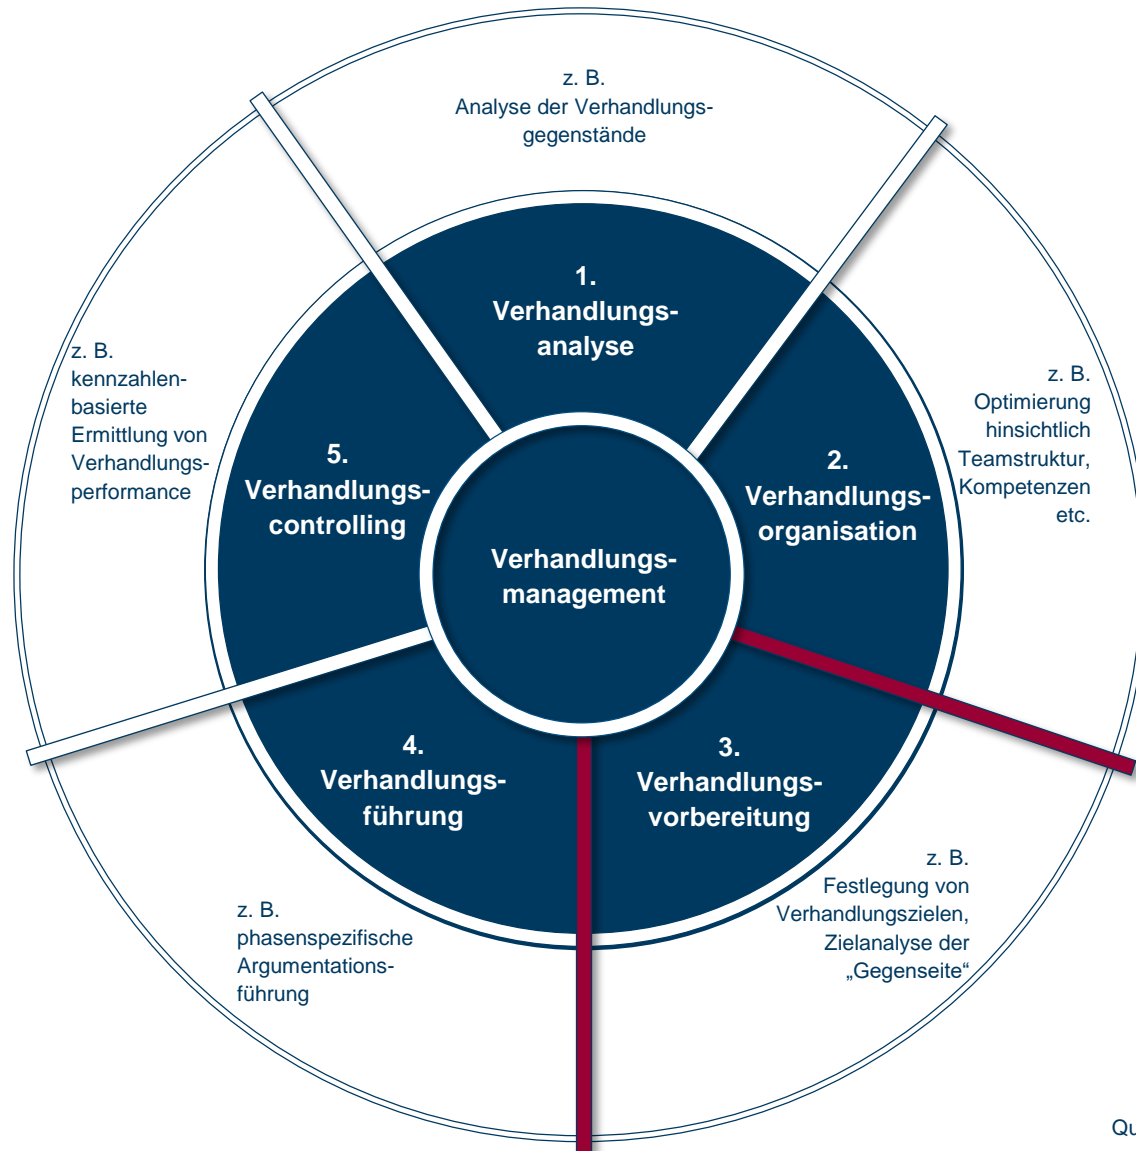 z. B.
Analyse der Verhandlungs-
gegenstände
1.
Verhandlungs-
analyse
z. B.
Optimierung
hinsichtlich
Teamstruktur,
Kompetenzen
etc.
2.
Verhandlungs-
organisation
Verhandlungs-
management
3.
Verhandlungs-
vorbereitung
z. B.
Festlegung von
Verhandlungszielen,
Zielanalyse der
„Gegenseite“
4.
Verhandlungs-
führung
z. B.
phasenspezifische
Argumentations-
führung
5.
Verhandlungs-
controlling
z. B.
kennzahlen-
basierte
Ermittlung von
Verhandlungs-
performance
Qu